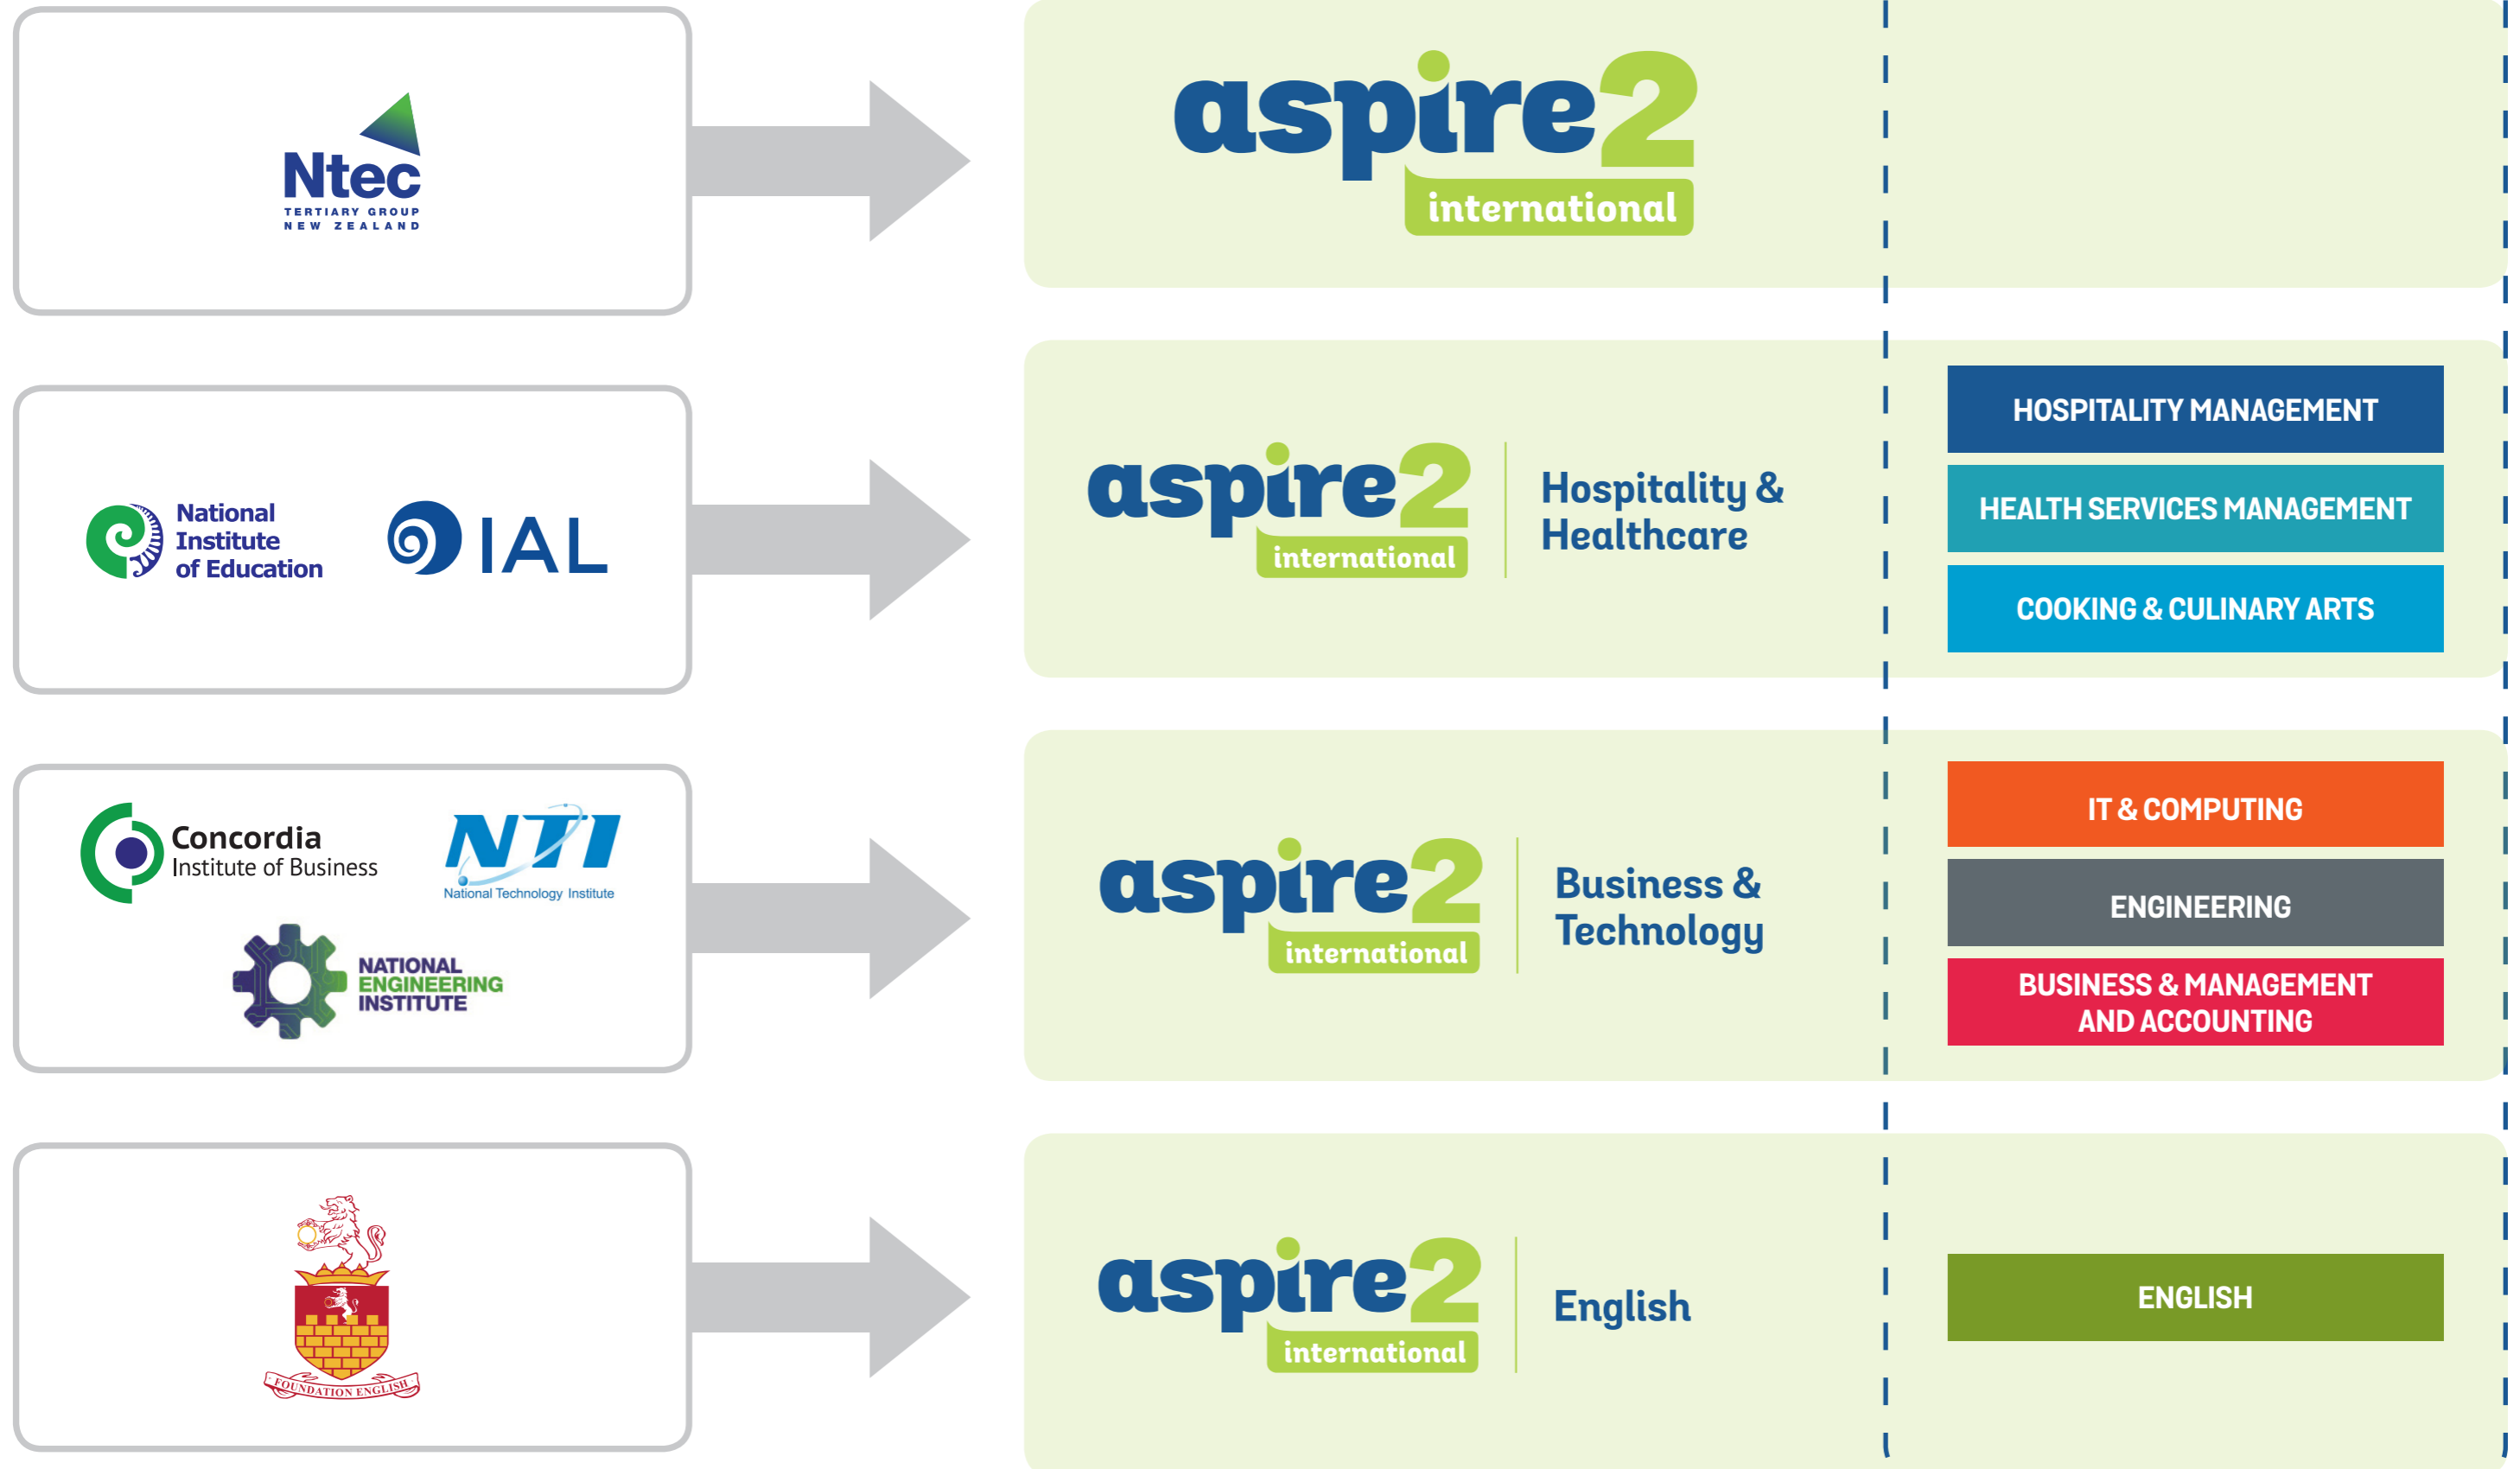 Ntec
TERTIARY GROUP
NEW ZEALAND
aspire2
international
National
Institute
of Education
IAL
aspire2
international
Hospitality &
Healthcare
HOSPITALITY MANAGEMENT
HEALTH SERVICES MANAGEMENT
COOKING & CULINARY ARTS
Concordia
Institute of Business
NTI
National Technology Institute
NATIONAL
ENGINEERING
INSTITUTE
aspire2
international
Business &
Technology
IT & COMPUTING
ENGINEERING
BUSINESS & MANAGEMENT
AND ACCOUNTING
FOUNDATION ENGLISH
aspire2
international
English
ENGLISH